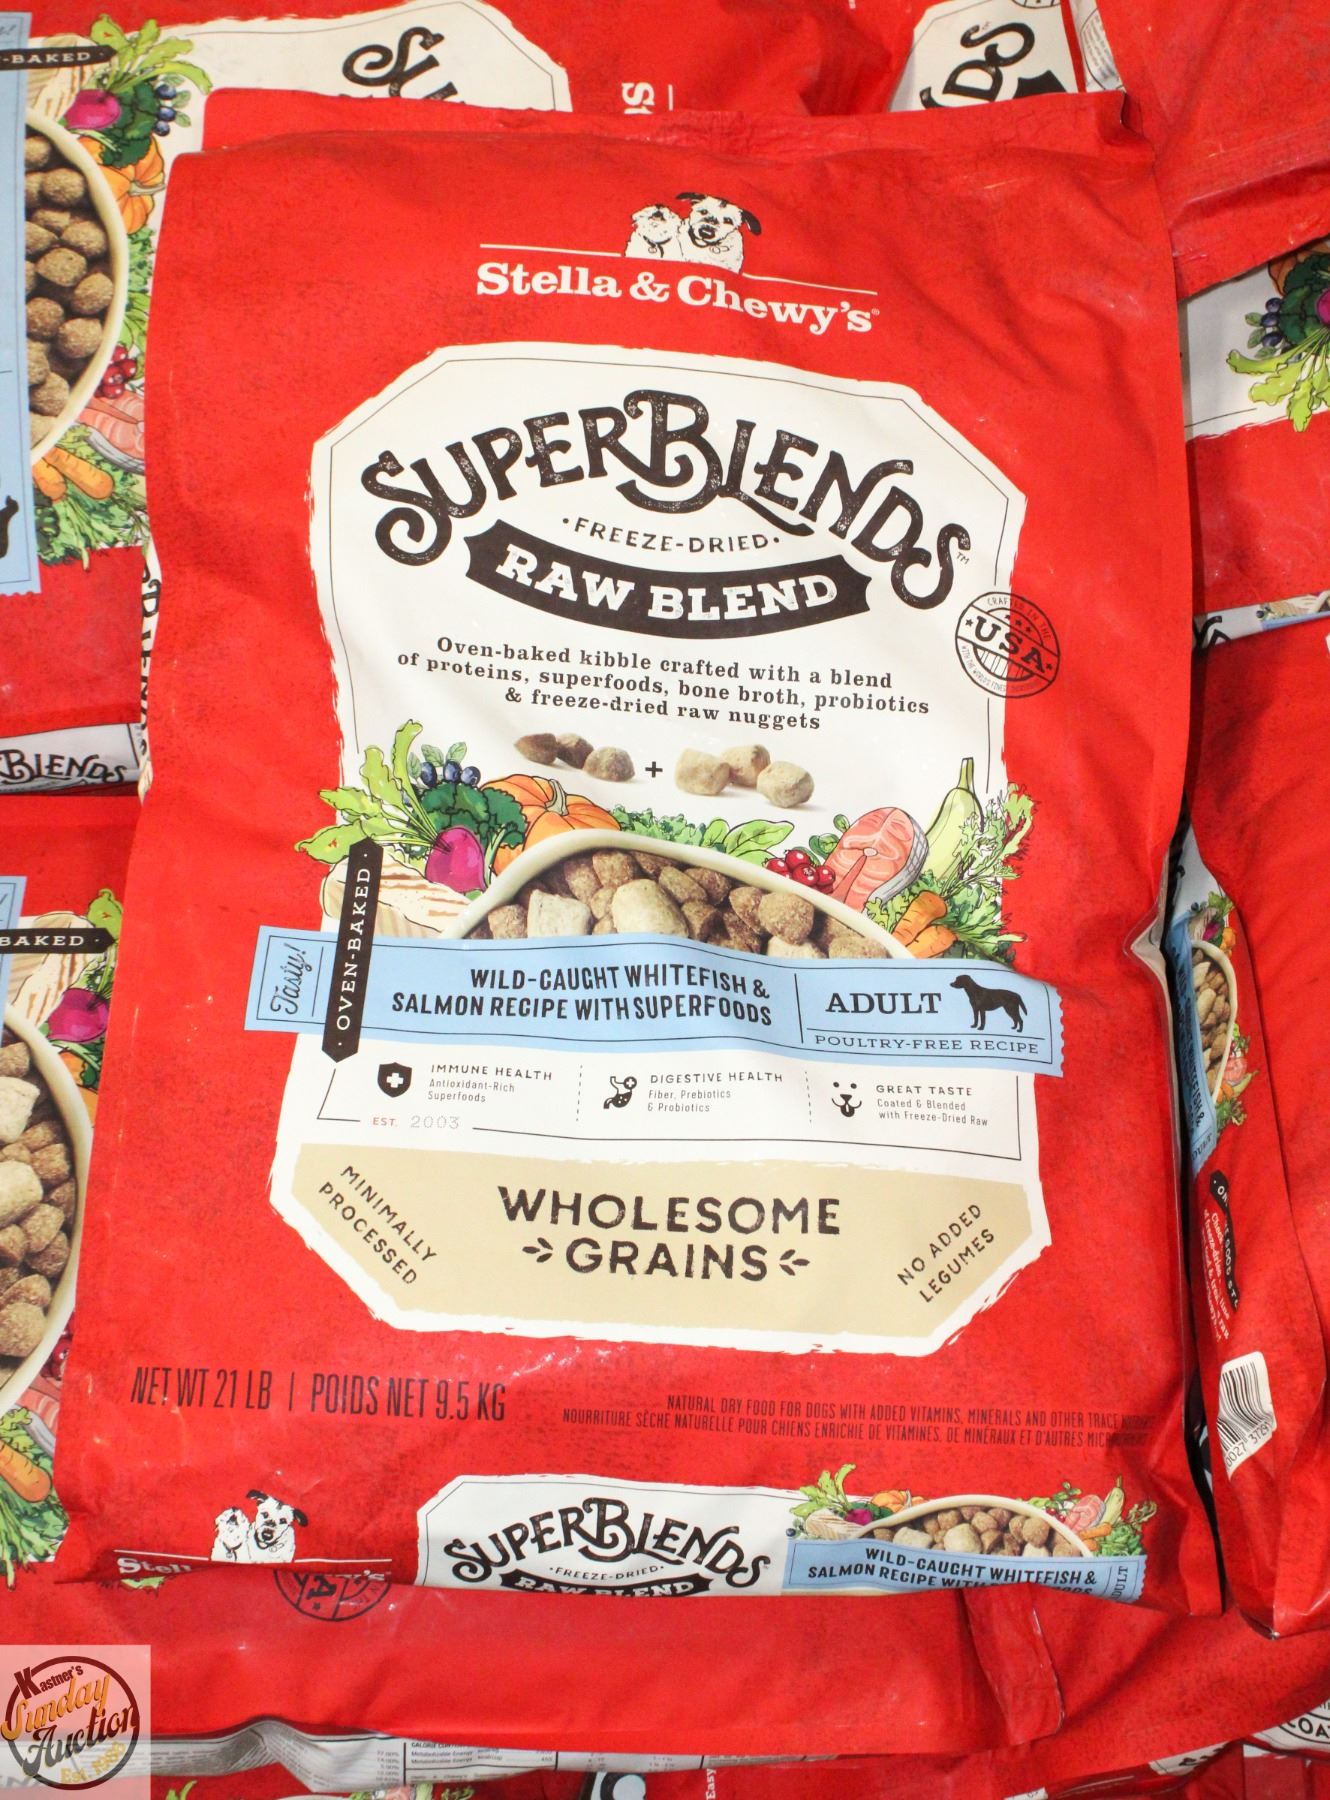 -BAKED
Stella & Chewy's
SUPERBLENDS™
·FREEZE-DRIED·
RAW BLEND
Oven-baked kibble crafted with a blend
of proteins, superfoods, bone broth, probiotics
& freeze-dried raw nuggets
CRAFTED IN THE
USA
+
OVEN-BAKED
Tasty!
WILD-CAUGHT WHITEFISH &
SALMON RECIPE WITH SUPERFOODS
ADULT
POULTRY-FREE RECIPE
IMMUNE HEALTH
Antioxidant-Rich
Superfoods
DIGESTIVE HEALTH
Fiber, Prebiotics
& Probiotics
GREAT TASTE
Coated & Blended
with Freeze-Dried Raw
EST. 2003
MINIMALLY
PROCESSED
WHOLESOME
GRAINS
NO ADDED
LEGUMES
NET WT 21 LB | POIDS NET 9.5 KG
NATURAL DRY FOOD FOR DOGS WITH ADDED VITAMINS, MINERALS AND OTHER TRACE
NOURRITURE SÈCHE NATURELLE POUR CHIENS ENRICHIE DE VITAMINES, DE MINÉRAUX ET D'AUTRES
SUPERBLENDS
·FREEZE-DRIED·
RAW BLEND
WILD-CAUGHT WHITEFISH &
SALMON RECIPE WITH
BLENDS
BAKED
Kastner's
Sunday
Auction